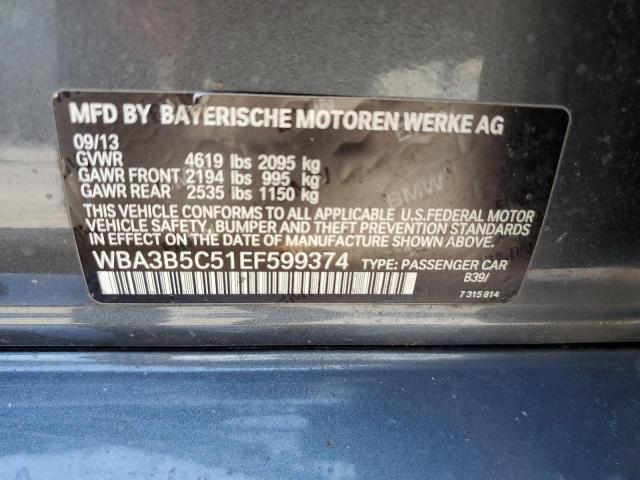 MFD BY BAYERISCHE MOTOREN WERKE AG
09/13
GVWR 4619 lbs 2095 kg
GAWR FRONT 2194 lbs 995 kg
GAWR REAR 2535 lbs 1150 kg
THIS VEHICLE CONFORMS TO ALL APPLICABLE U.S.FEDERAL MOTOR
VEHICLE SAFETY, BUMPER AND THEFT PREVENTION STANDARDS
IN EFFECT ON THE DATE OF MANUFACTURE SHOWN ABOVE.
WBA3B5C51EF599374 TYPE: PASSENGER CAR
B39/
7 315 814
BMW